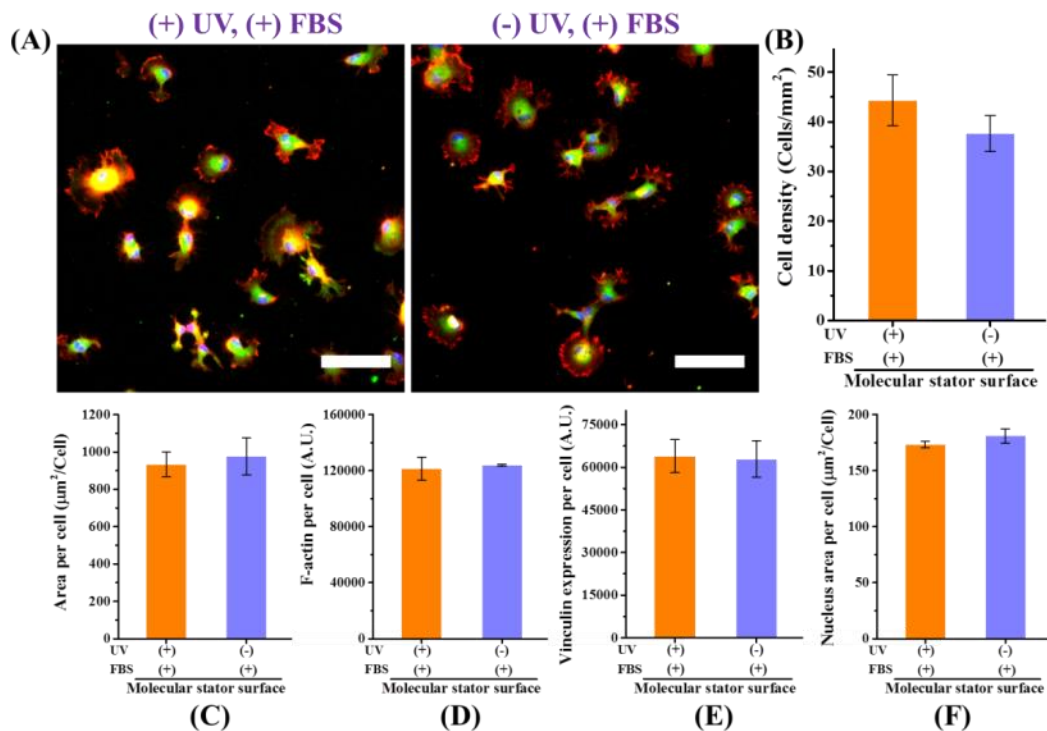 (+) UV, (+) FBS
(-) UV, (+) FBS
(A)
(B)
Cell density (Cells/mm²)
50
40
30
20
10
0
UV (+) (-)
FBS (+) (+)
Molecular stator surface
Area per cell (μm²/Cell)
1200
1000
800
600
400
200
0
UV (+) (-)
FBS (+) (+)
Molecular stator surface
(C)
F-actin per cell (A.U.)
160000
120000
80000
40000
0
UV (+) (-)
FBS (+) (+)
Molecular stator surface
(D)
Vinculin expression per cell (A.U.)
75000
60000
45000
30000
15000
0
UV (+) (-)
FBS (+) (+)
Molecular stator surface
(E)
Nucleus area per cell (μm²/Cell)
200
150
100
50
0
UV (+) (-)
FBS (+) (+)
Molecular stator surface
(F)